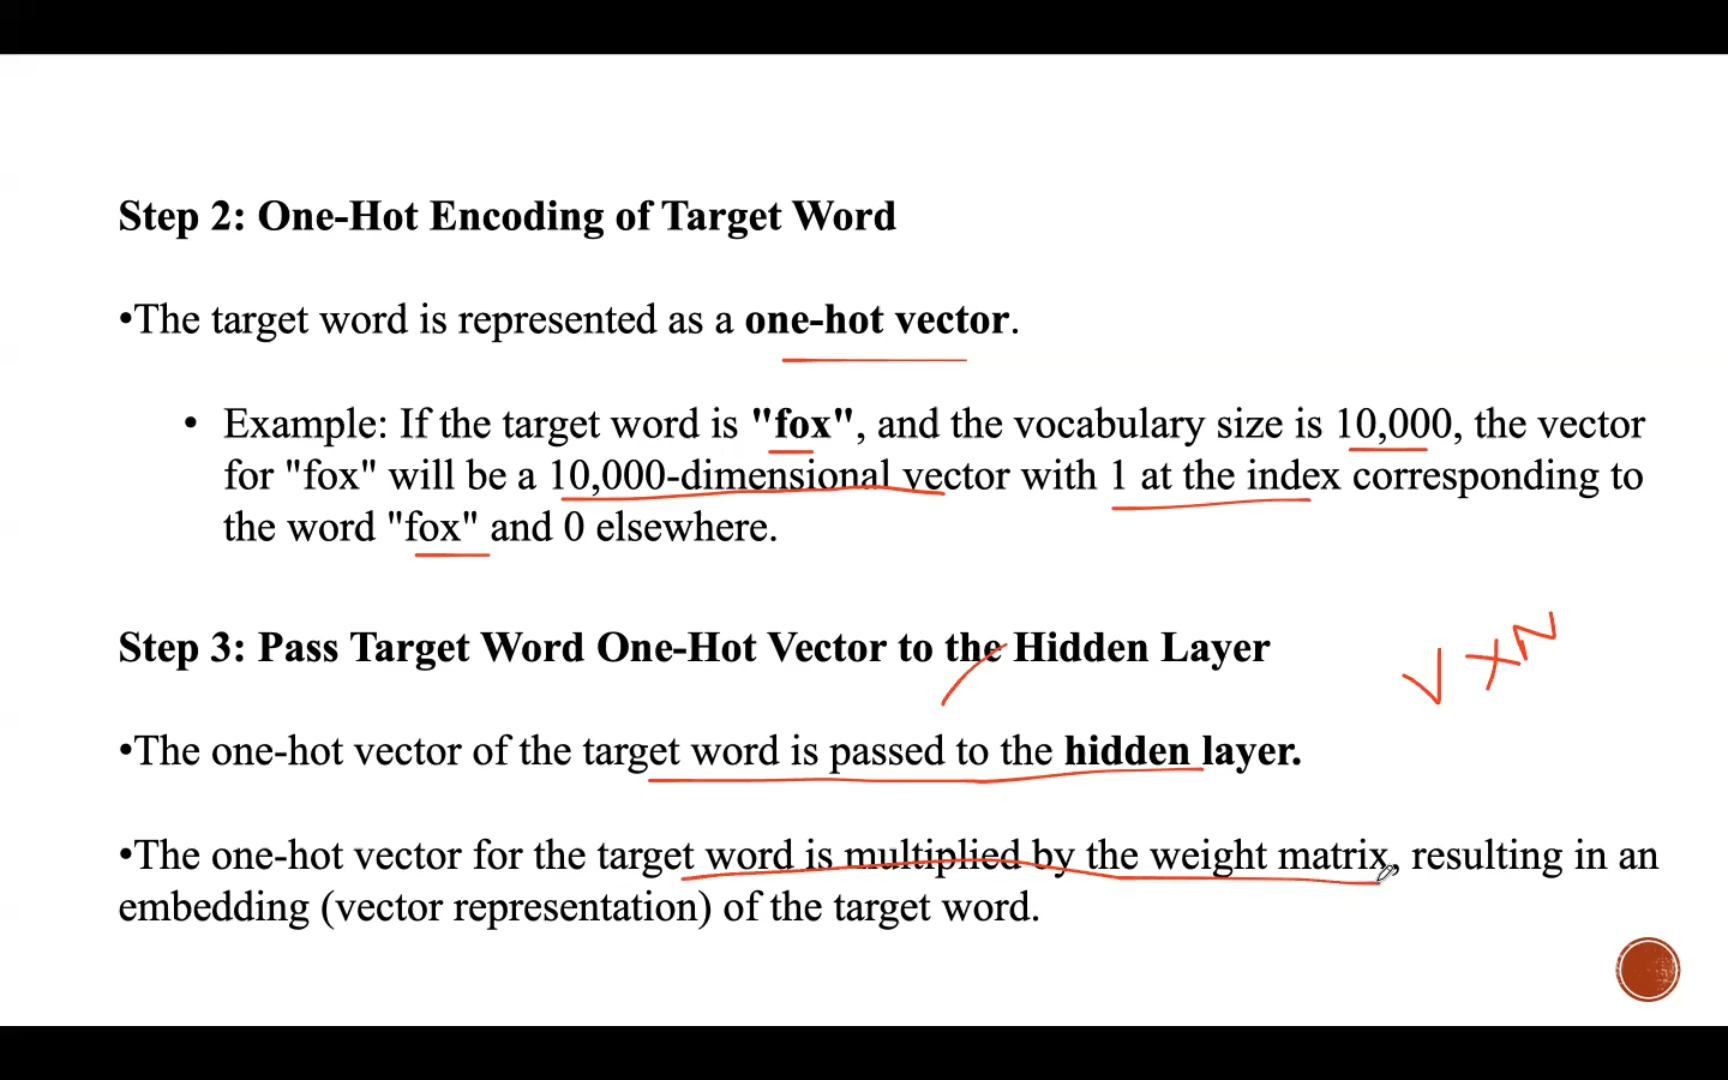 Step 2: One-Hot Encoding of Target Word
•The target word is represented as a one-hot vector.
• Example: If the target word is "fox", and the vocabulary size is 10,000, the vector
for "fox" will be a 10,000-dimensional vector with 1 at the index corresponding to
the word "fox" and 0 elsewhere.
V X N
Step 3: Pass Target Word One-Hot Vector to the Hidden Layer
•The one-hot vector of the target word is passed to the hidden layer.
•The one-hot vector for the target word is multiplied by the weight matrix, resulting in an
embedding (vector representation) of the target word.